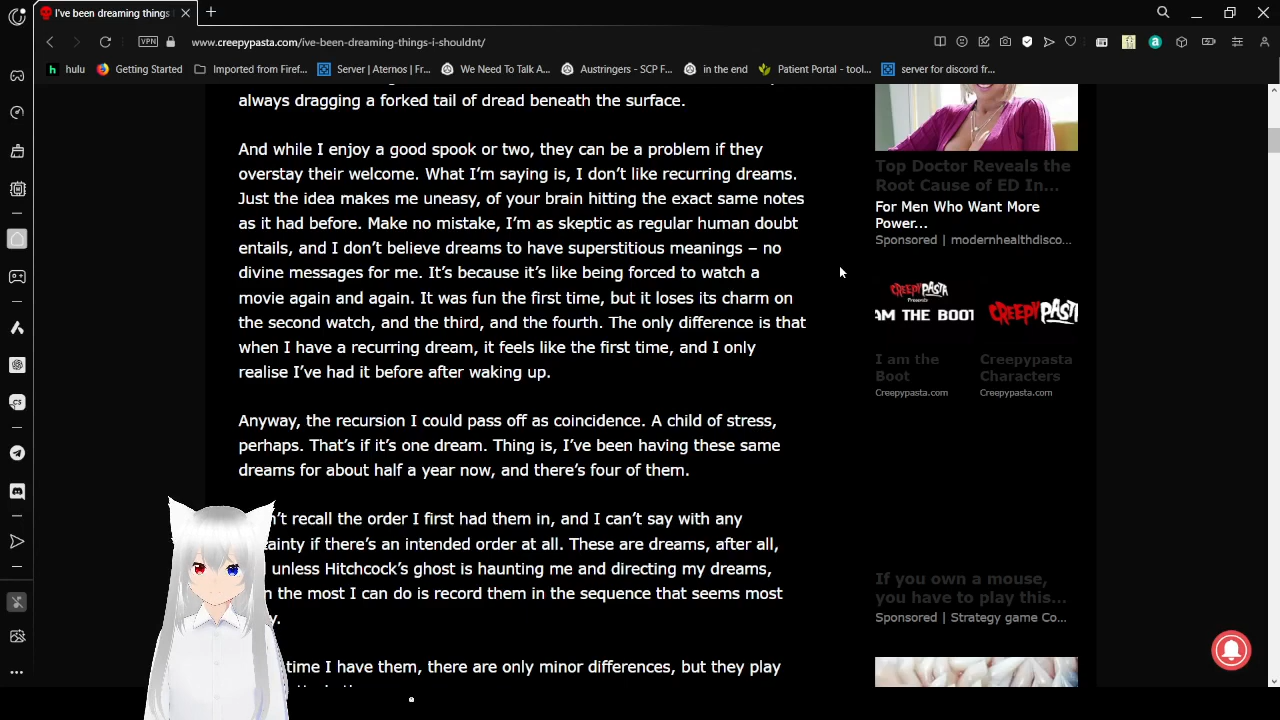 I've been dreaming things
www.creepypasta.com/ive-been-dreaming-things-i-shouldnt/
VPN
hulu
Getting Started
Imported from Firef...
Server | Aternos | Fr...
We Need To Talk A...
Austringers - SCP F...
in the end
Patient Portal - tool...
server for discord fr...
always dragging a forked tail of dread beneath the surface.
And while I enjoy a good spook or two, they can be a problem if they
overstay their welcome. What I'm saying is, I don't like recurring dreams.
Just the idea makes me uneasy, of your brain hitting the exact same notes
as it had before. Make no mistake, I'm as skeptic as regular human doubt
entails, and I don't believe dreams to have superstitious meanings – no
divine messages for me. It's because it's like being forced to watch a
movie again and again. It was fun the first time, but it loses its charm on
the second watch, and the third, and the fourth. The only difference is that
when I have a recurring dream, it feels like the first time, and I only
realise I've had it before after waking up.
Anyway, the recursion I could pass off as coincidence. A child of stress,
perhaps. That's if it's one dream. Thing is, I've been having these same
dreams for about half a year now, and there's four of them.
recall the order I first had them in, and I can't say with any
if there's an intended order at all. These are dreams, after all,
unless Hitchcock's ghost is haunting me and directing my dreams,
the most I can do is record them in the sequence that seems most
time I have them, there are only minor differences, but they play
Top Doctor Reveals the
Root Cause of ED In...
For Men Who Want More
Power...
Sponsored | modernhealthdisco...
CREEPYPASTA
Presents
AM THE BOOT
CREEPYPAST
I am the
Boot
Creepypasta.com
Creepypasta
Characters
Creepypasta.com
If you own a mouse,
you have to play this...
Sponsored | Strategy game Co...